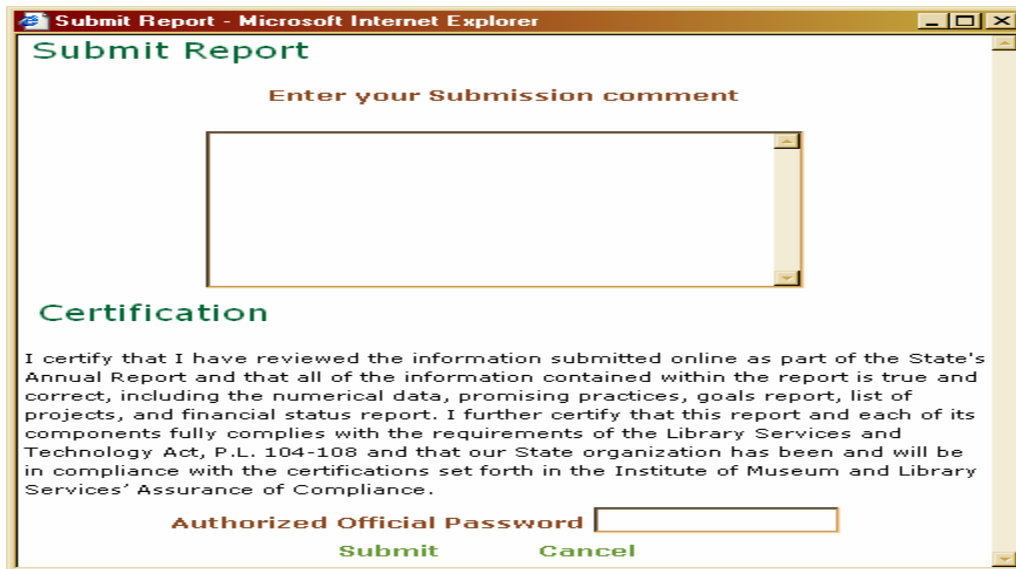 Submit Report - Microsoft Internet Explorer
Submit Report
Enter your Submission comment
Certification
I certify that I have reviewed the information submitted online as part of the State's
Annual Report and that all of the information contained within the report is true and
correct, including the numerical data, promising practices, goals report, list of
projects, and financial status report. I further certify that this report and each of its
components fully complies with the requirements of the Library Services and
Technology Act, P.L. 104-108 and that our State organization has been and will be
in compliance with the certifications set forth in the Institute of Museum and Library
Services’ Assurance of Compliance.
Authorized Official Password
Submit Cancel